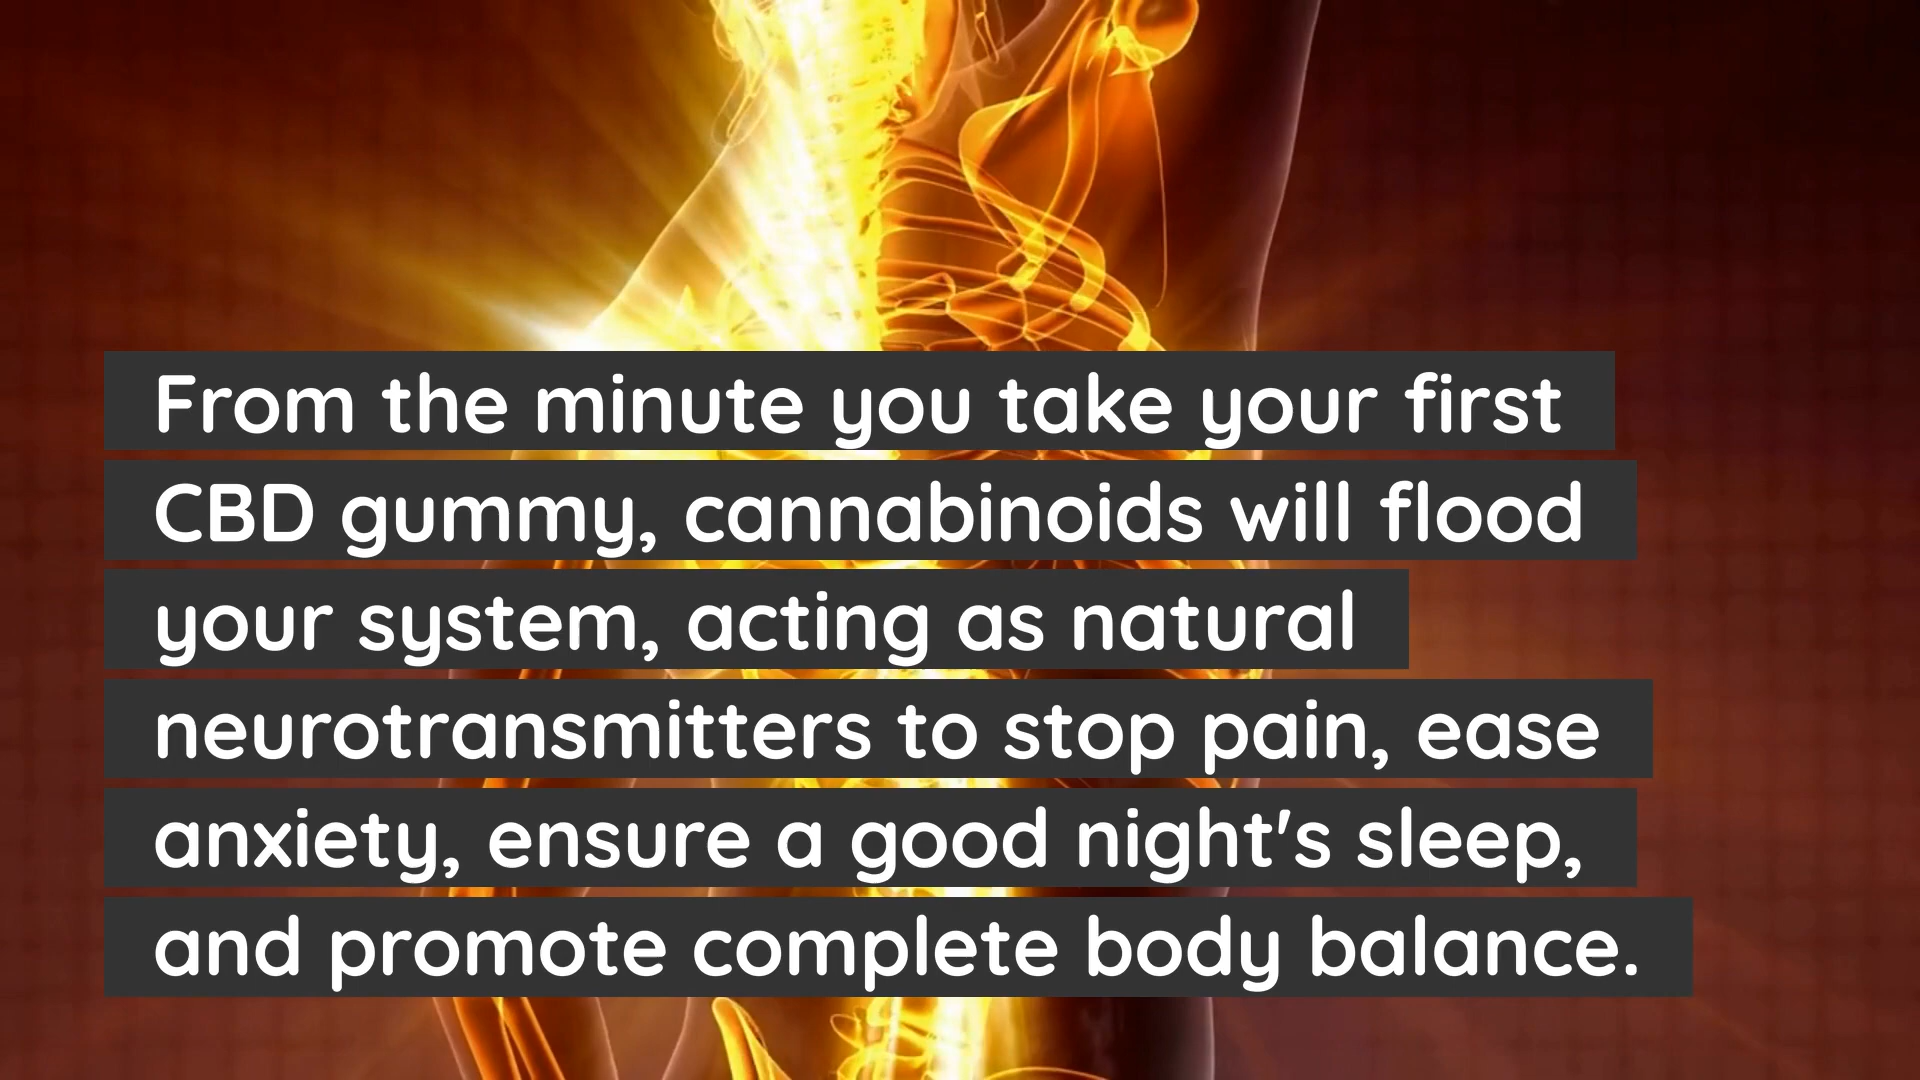 From the minute you take your first
CBD gummy, cannabinoids will flood
your system, acting as natural
neurotransmitters to stop pain, ease
anxiety, ensure a good night's sleep,
and promote complete body balance.